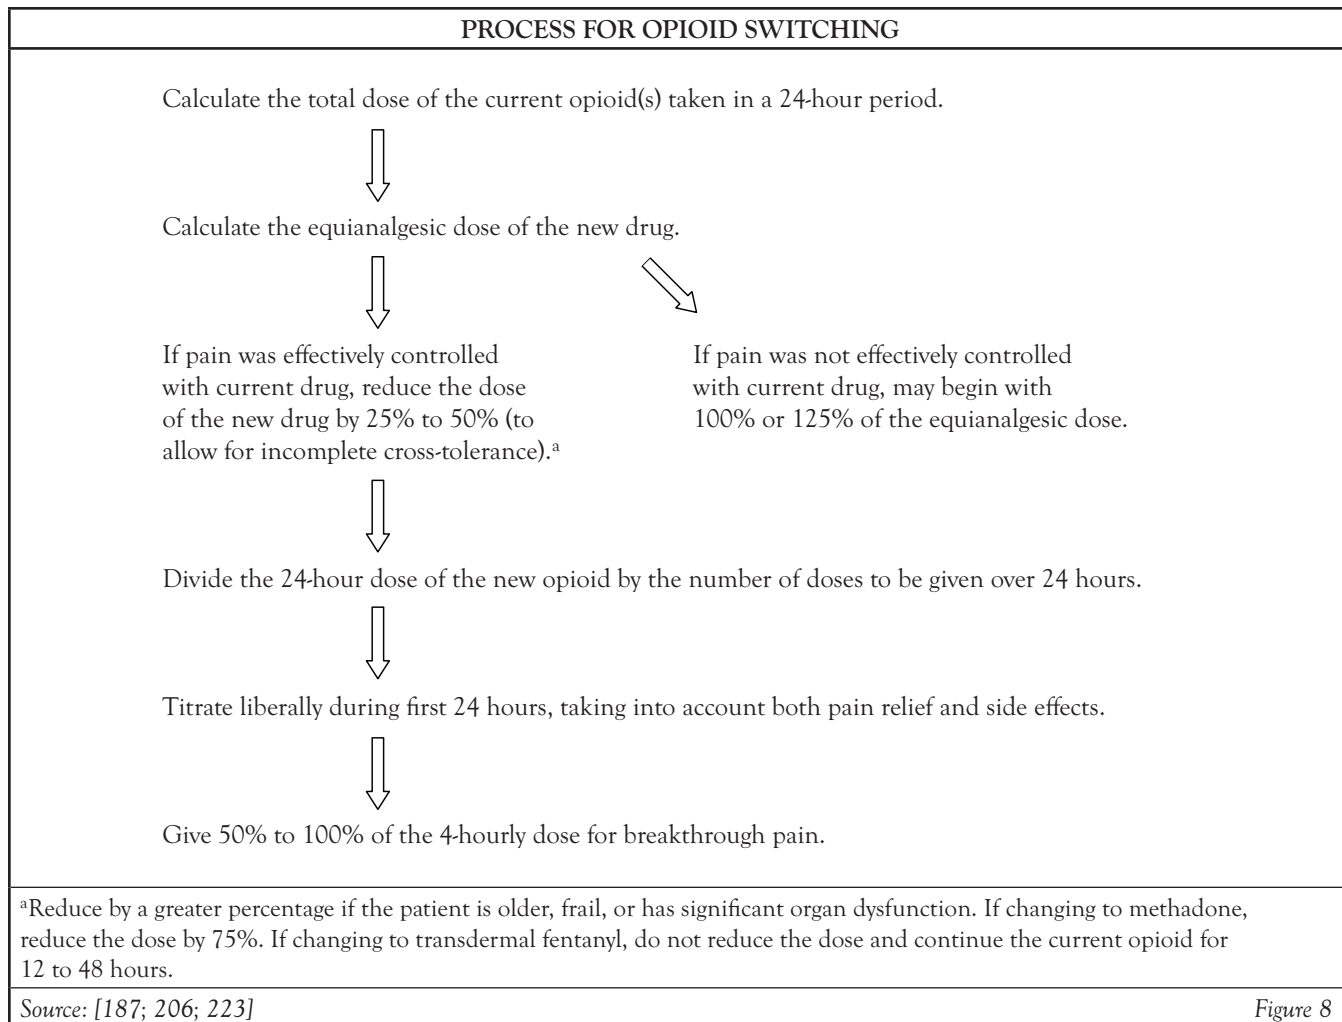 PROCESS FOR OPIOID SWITCHING
Calculate the total dose of the current opioid(s) taken in a 24-hour period.
Calculate the equianalgesic dose of the new drug.
If pain was effectively controlled
with current drug, reduce the dose
of the new drug by 25% to 50% (to
allow for incomplete cross-tolerance).ᵃ
If pain was not effectively controlled
with current drug, may begin with
100% or 125% of the equianalgesic dose.
Divide the 24-hour dose of the new opioid by the number of doses to be given over 24 hours.
Titrate liberally during first 24 hours, taking into account both pain relief and side effects.
Give 50% to 100% of the 4-hourly dose for breakthrough pain.
ᵃReduce by a greater percentage if the patient is older, frail, or has significant organ dysfunction. If changing to methadone,
reduce the dose by 75%. If changing to transdermal fentanyl, do not reduce the dose and continue the current opioid for
12 to 48 hours.
Source: [187; 206; 223] Figure 8